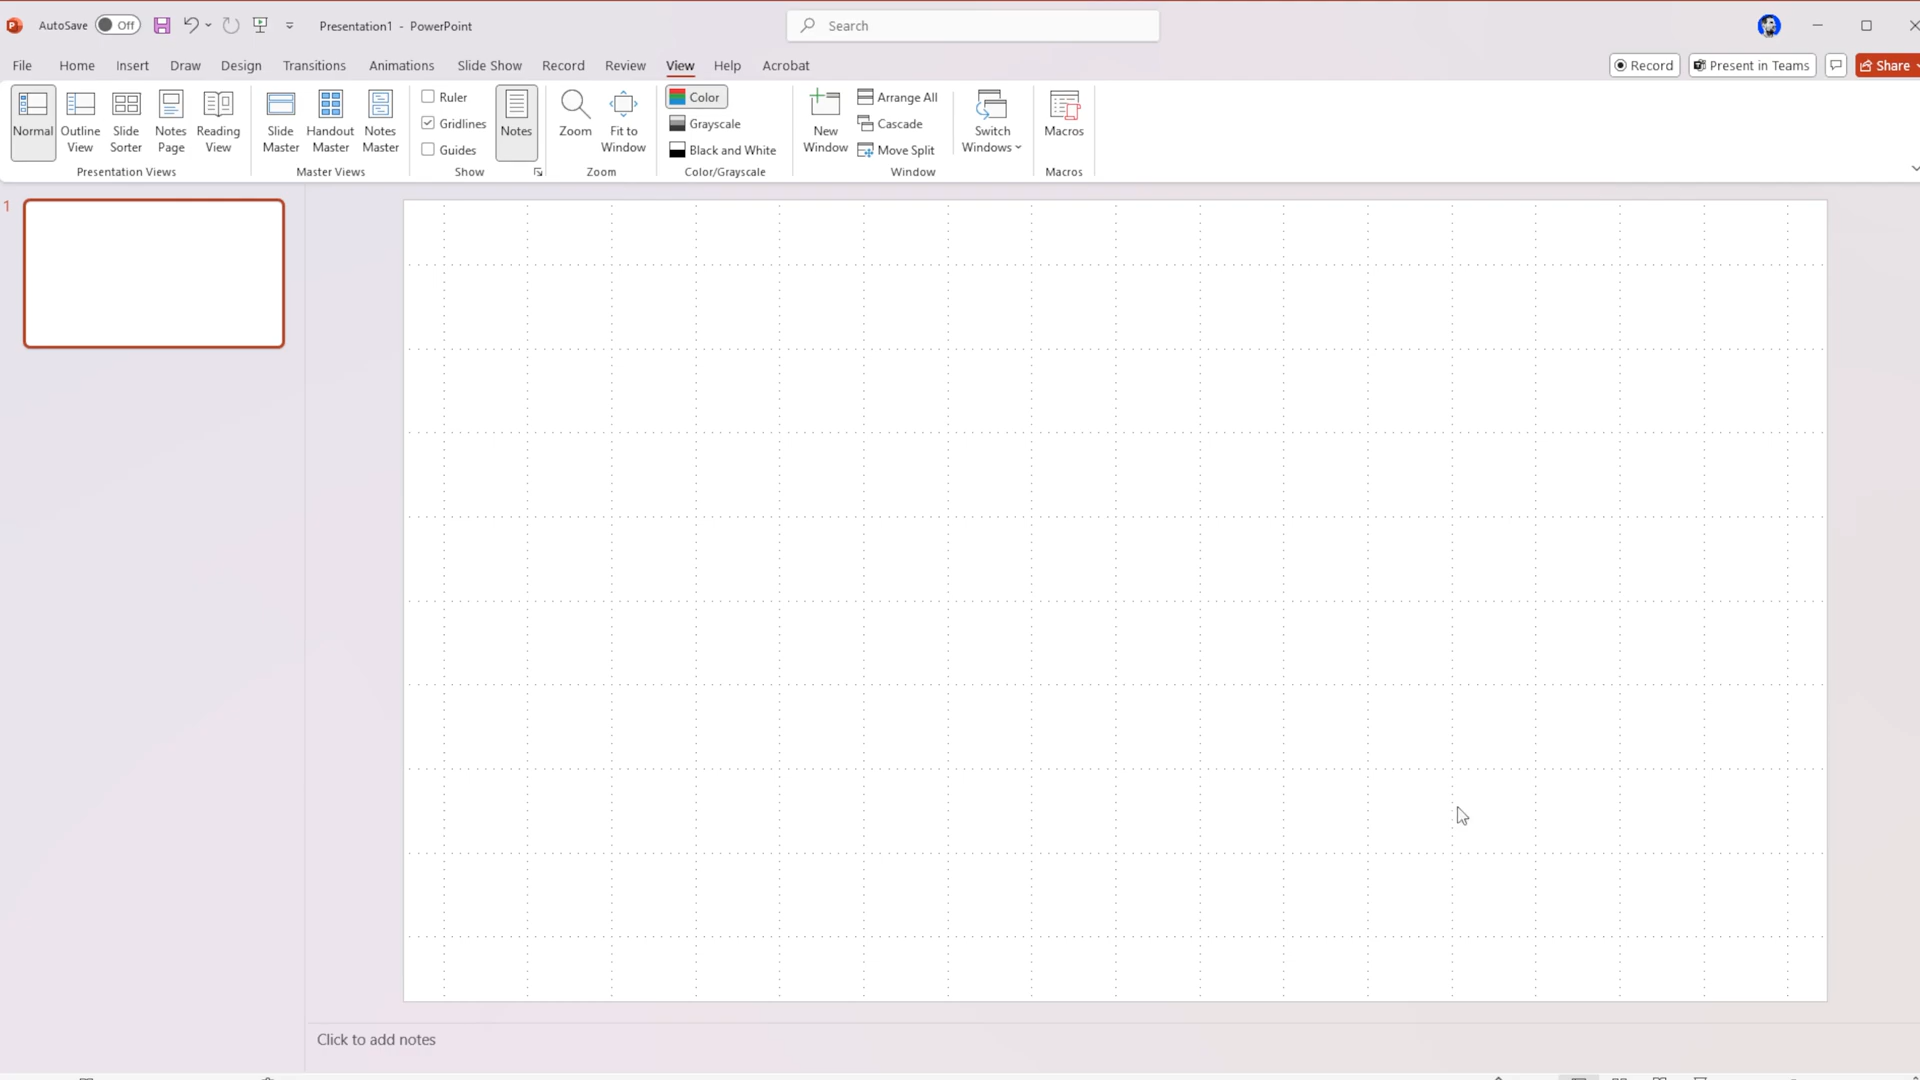 AutoSave Off Presentation1 - PowerPoint Search
File Home Insert Draw Design Transitions Animations Slide Show Record Review View Help Acrobat Record Present in Teams Share
Normal Outline View Slide Sorter Notes Page Reading View
Presentation Views
Slide Master Handout Master Notes Master
Master Views
Ruler
Gridlines
Guides
Notes
Show
Zoom Fit to Window
Zoom
Color
Grayscale
Black and White
Color/Grayscale
New Window
Arrange All
Cascade
Move Split
Switch Windows
Window
Macros
Macros
1
Click to add notes